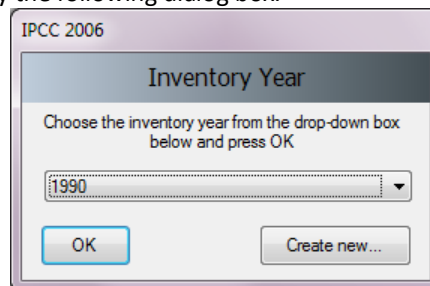 the following dialog box.
IPCC 2006
Inventory Year
Choose the inventory year from the drop-down box
below and press OK
1990
OK
Create new...